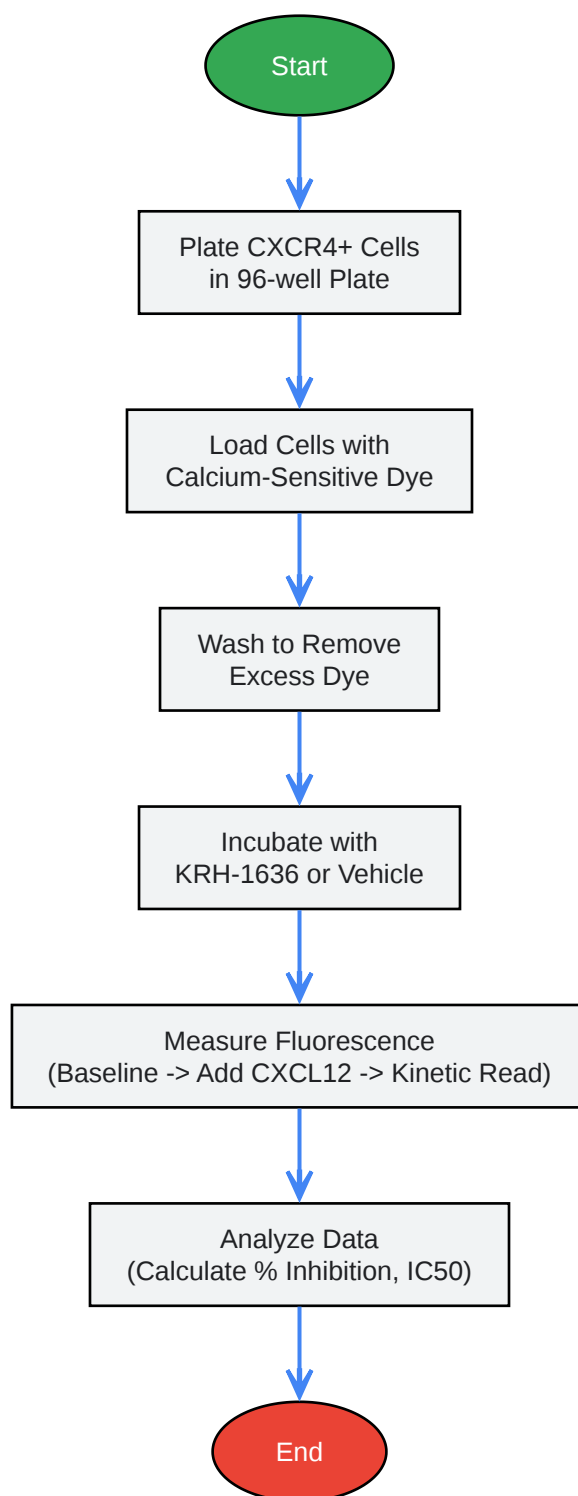 Start
Plate CXCR4+ Cells
in 96-well Plate
Load Cells with
Calcium-Sensitive Dye
Wash to Remove
Excess Dye
Incubate with
KRH-1636 or Vehicle
Measure Fluorescence
(Baseline -> Add CXCL12 -> Kinetic Read)
Analyze Data
(Calculate % Inhibition, IC50)
End